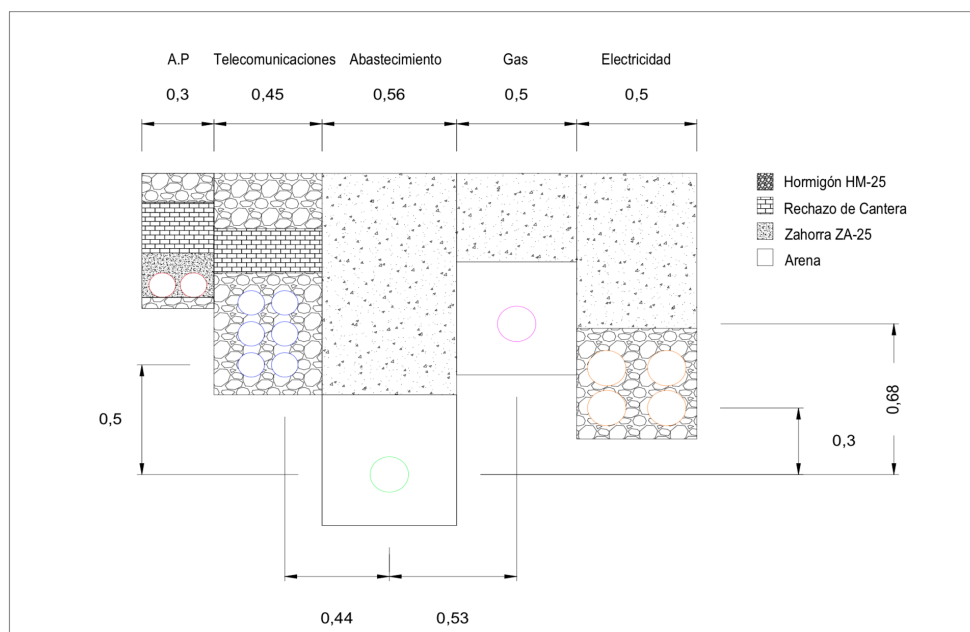 A.P Telecomunicaciones Abastecimiento Gas Electricidad
0,3 0,45 0,56 0,5 0,5
Hormigón HM-25
Rechazo de Cantera
Zahorra ZA-25
Arena
0,5
0,68
0,3
0,44 0,53